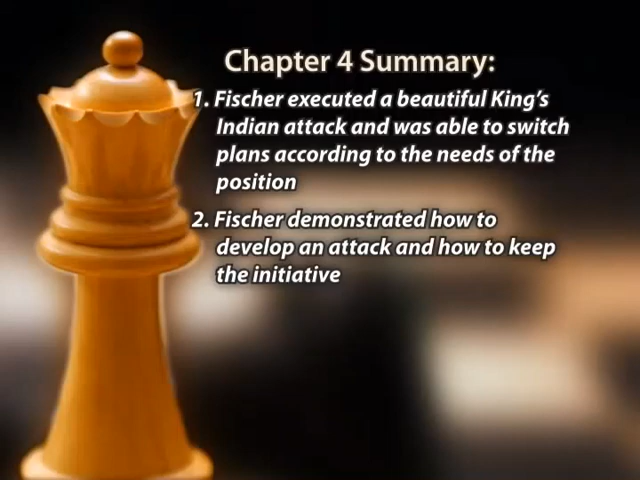 Chapter 4 Summary:
1. Fischer executed a beautiful King's
Indian attack and was able to switch
plans according to the needs of the
position
2. Fischer demonstrated how to
develop an attack and how to keep
the initiative